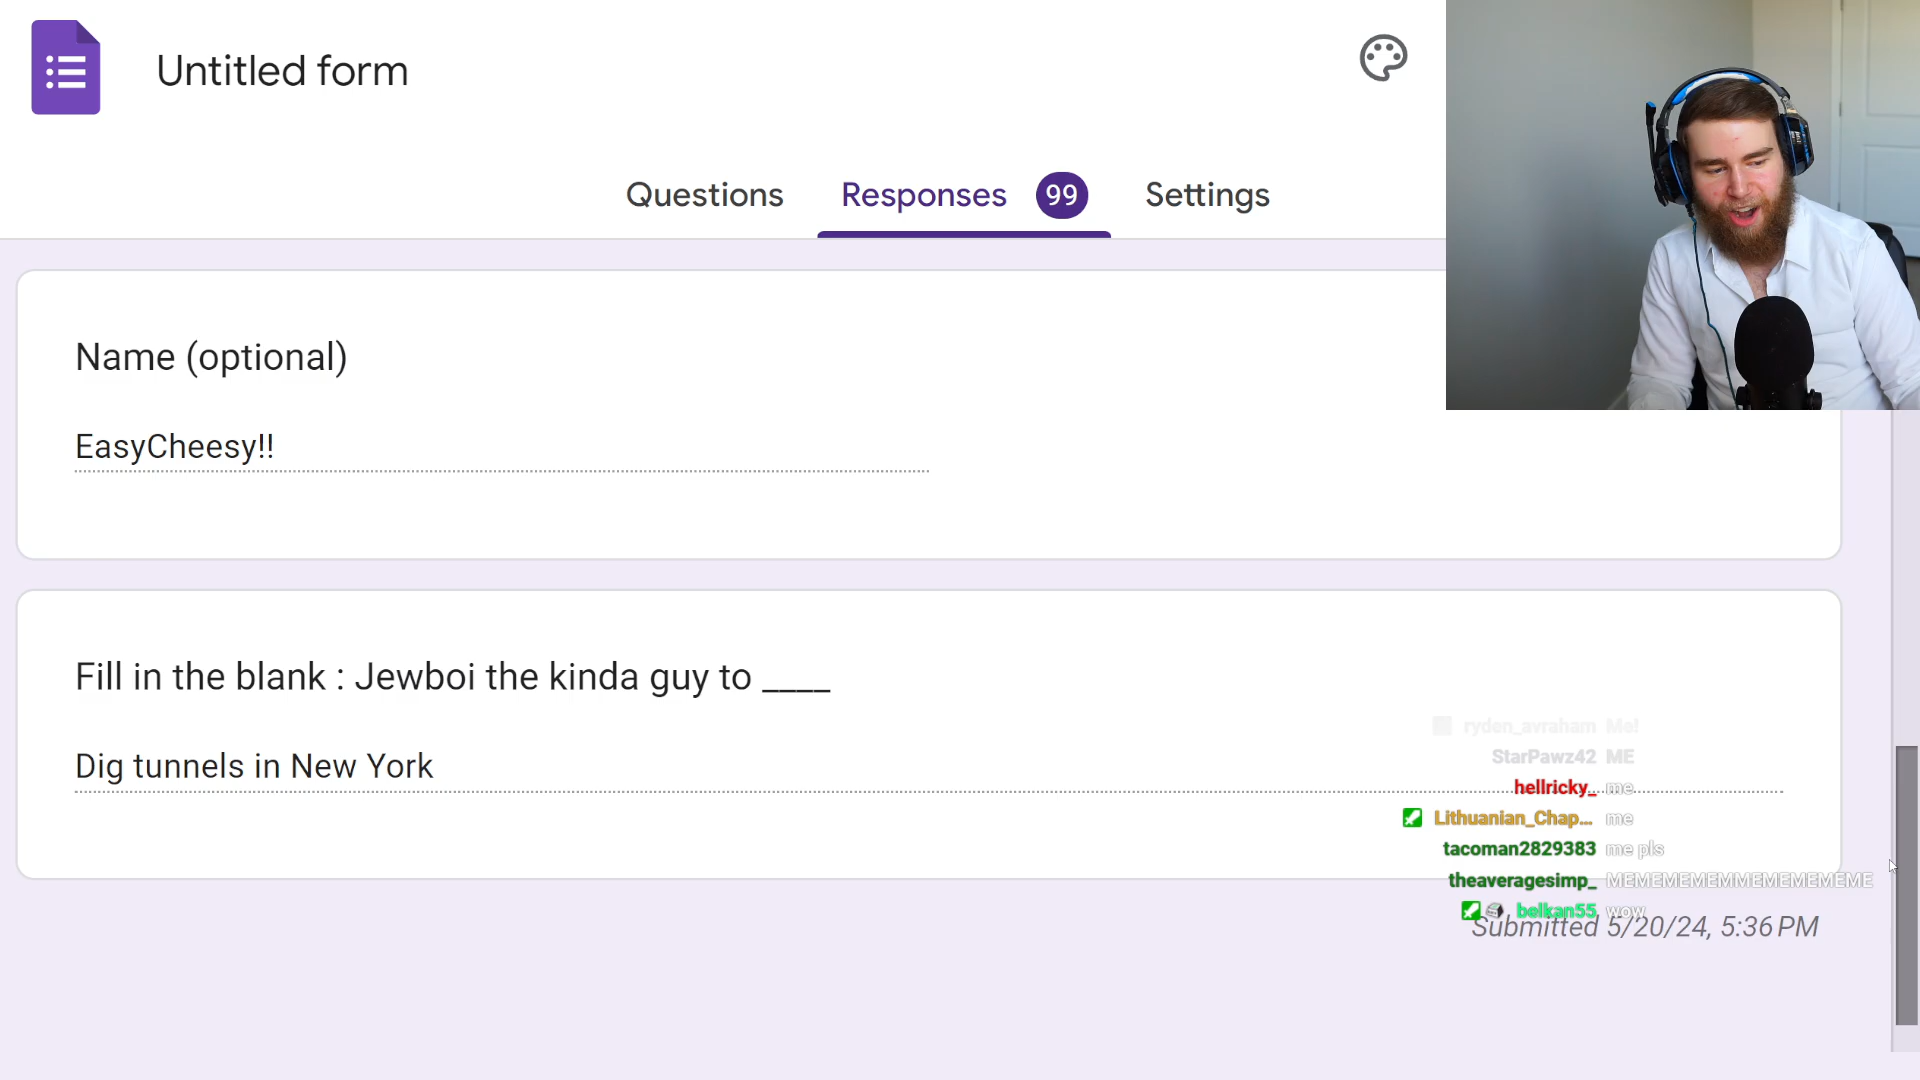 Untitled form
Questions
Responses
99
Settings
Name (optional)
EasyCheesy!!
Fill in the blank : Jewboi the kinda guy to ____
Dig tunnels in New York
ryden_avraham Me!
StarPawz42 ME
hellricky_ me
Lithuanian_Chap... me
tacoman2829383 me pls
theaveragesimp_ MEMEMEMEMMEMEMEMEME
belkan55 wow
Submitted 5/20/24, 5:36 PM